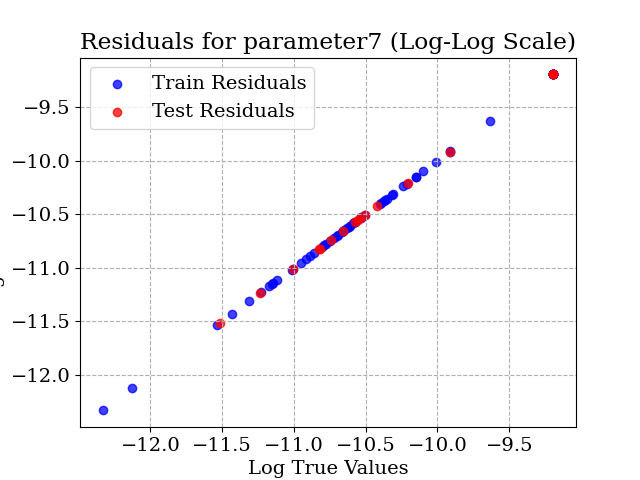 Residuals for parameter7 (Log-Log Scale)
Train Residuals
Test Residuals
−9.5
−10.0
−10.5
−11.0
−11.5
−12.0
−12.0 −11.5 −11.0 −10.5 −10.0 −9.5
Log True Values